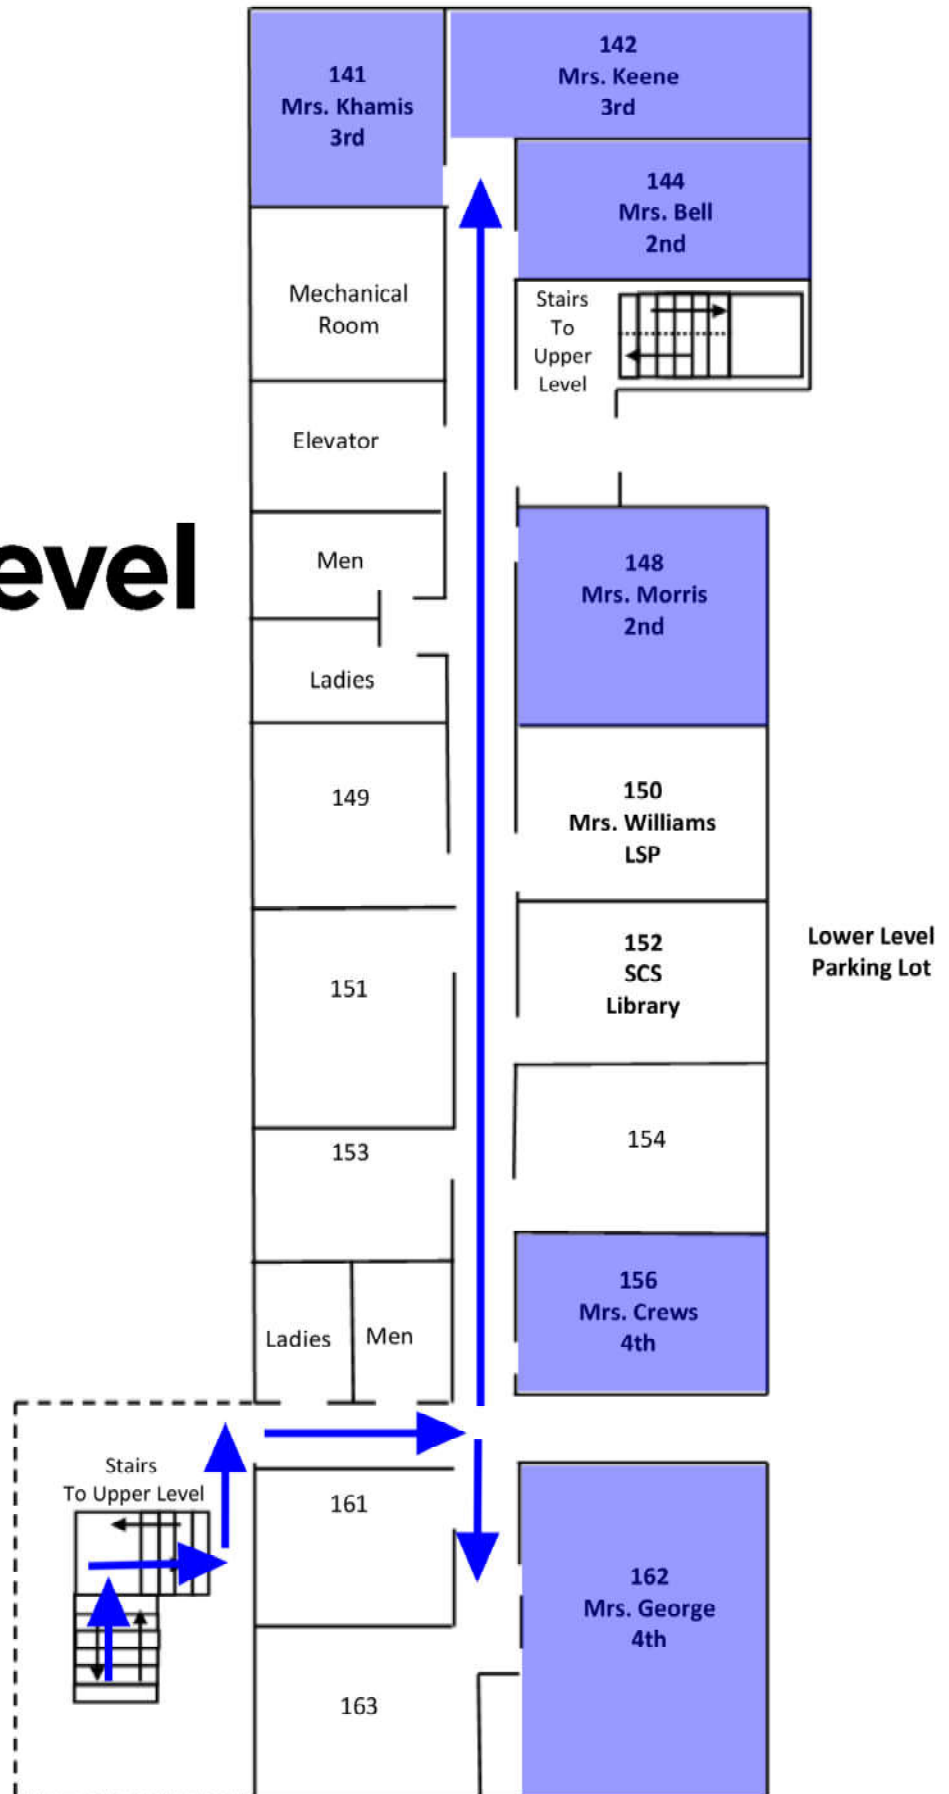 141
Mrs. Khamis
3rd
142
Mrs. Keene
3rd
144
Mrs. Bell
2nd
Mechanical
Room
Stairs
To
Upper
Level
Elevator
evel
Men
148
Mrs. Morris
2nd
Ladies
149
150
Mrs. Williams
LSP
151
152
SCS
Library
Lower Level
Parking Lot
153
154
Ladies
Men
156
Mrs. Crews
4th
Stairs
To Upper Level
161
162
Mrs. George
4th
163